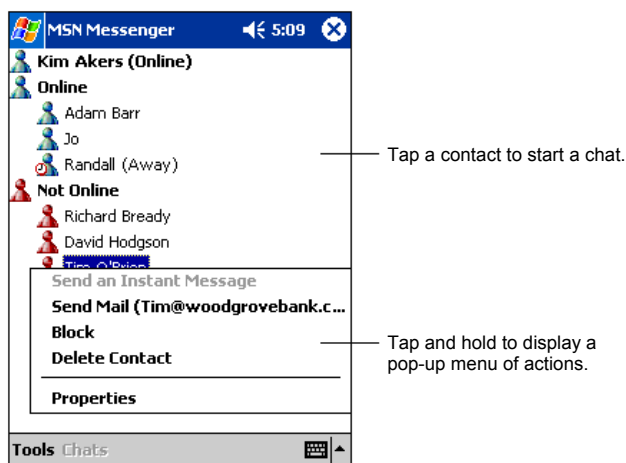 MSN Messenger 5:09
Kim Akers (Online)
Online
Adam Barr
Jo
Randall (Away)
Not Online
Richard Bready
David Hodgson
Tim O'Brien
Send an Instant Message
Send Mail (Tim@woodgrovebank.c...
Block
Delete Contact
Properties
Tools Chats
Tap a contact to start a chat.
Tap and hold to display a
pop-up menu of actions.